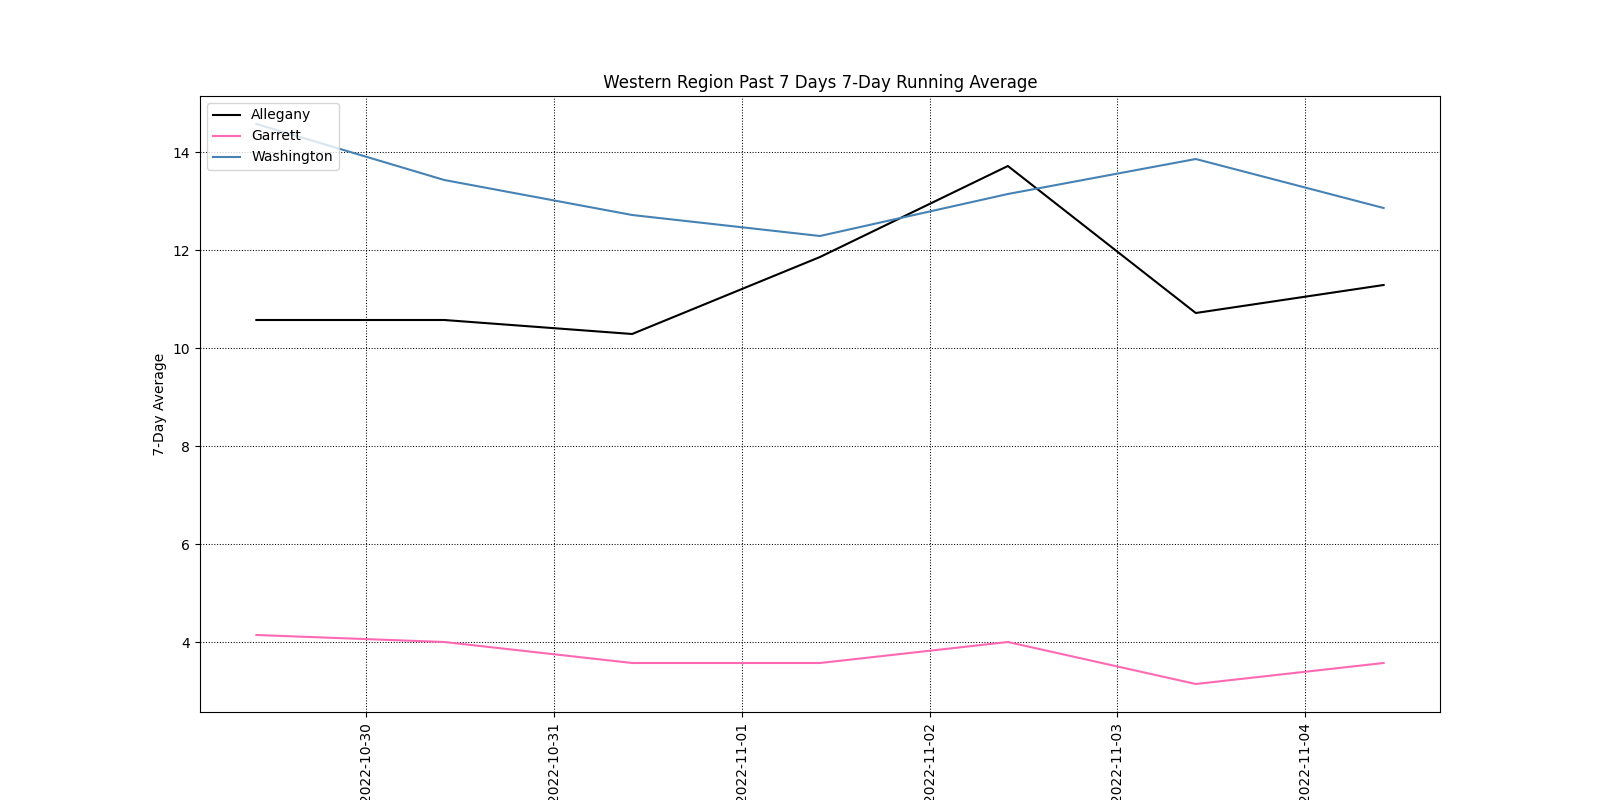 Western Region Past 7 Days 7-Day Running Average
Allegany
Garrett
Washington
7-Day Average
14
12
10
8
6
4
2022-10-30
2022-10-31
2022-11-01
2022-11-02
2022-11-03
2022-11-04